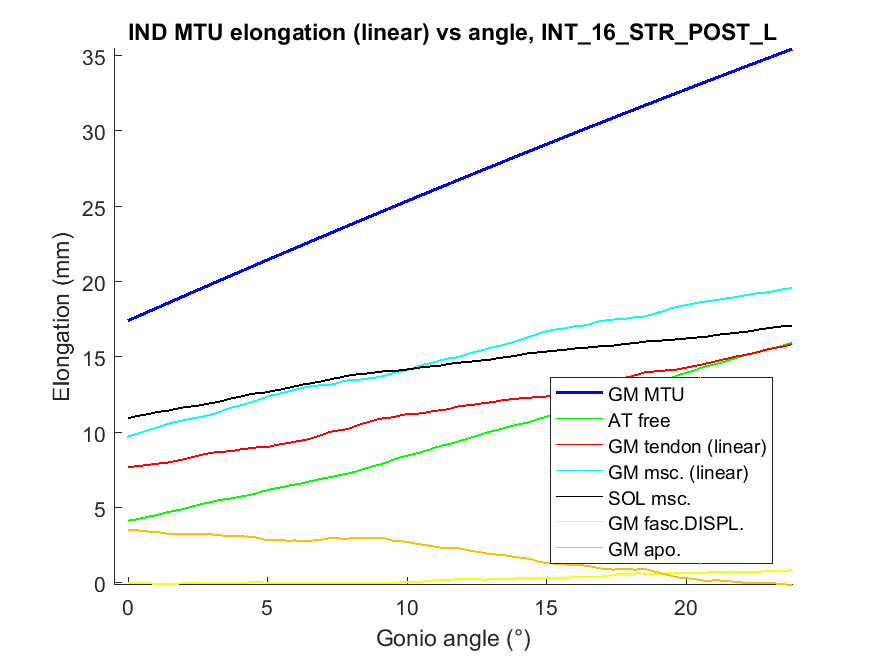 IND MTU elongation (linear) vs angle, INT_16_STR_POST_L
35
30
25
20
15
10
5
0
Elongation (mm)
0 5 10 15 20
Gonio angle (°)
GM MTU
AT free
GM tendon (linear)
GM msc. (linear)
SOL msc.
GM fasc.DISPL.
GM apo.